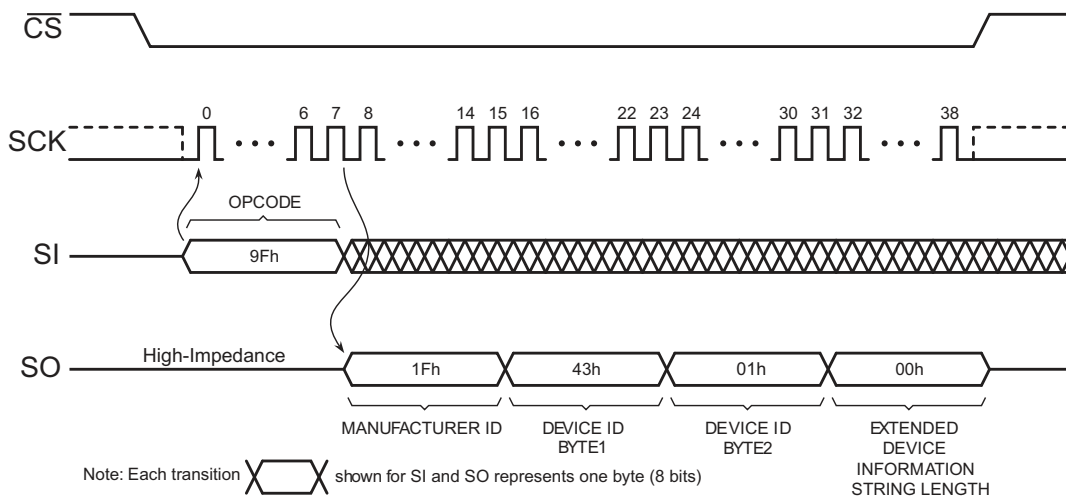 CS
0 6 7 8 14 15 16 22 23 24 30 31 32 38
SCK
OPCODE
SI
9Fh
High-Impedance
SO
1Fh 43h 01h 00h
MANUFACTURER ID
DEVICE ID
BYTE1
DEVICE ID
BYTE2
EXTENDED
DEVICE
INFORMATION
STRING LENGTH
Note: Each transition shown for SI and SO represents one byte (8 bits)